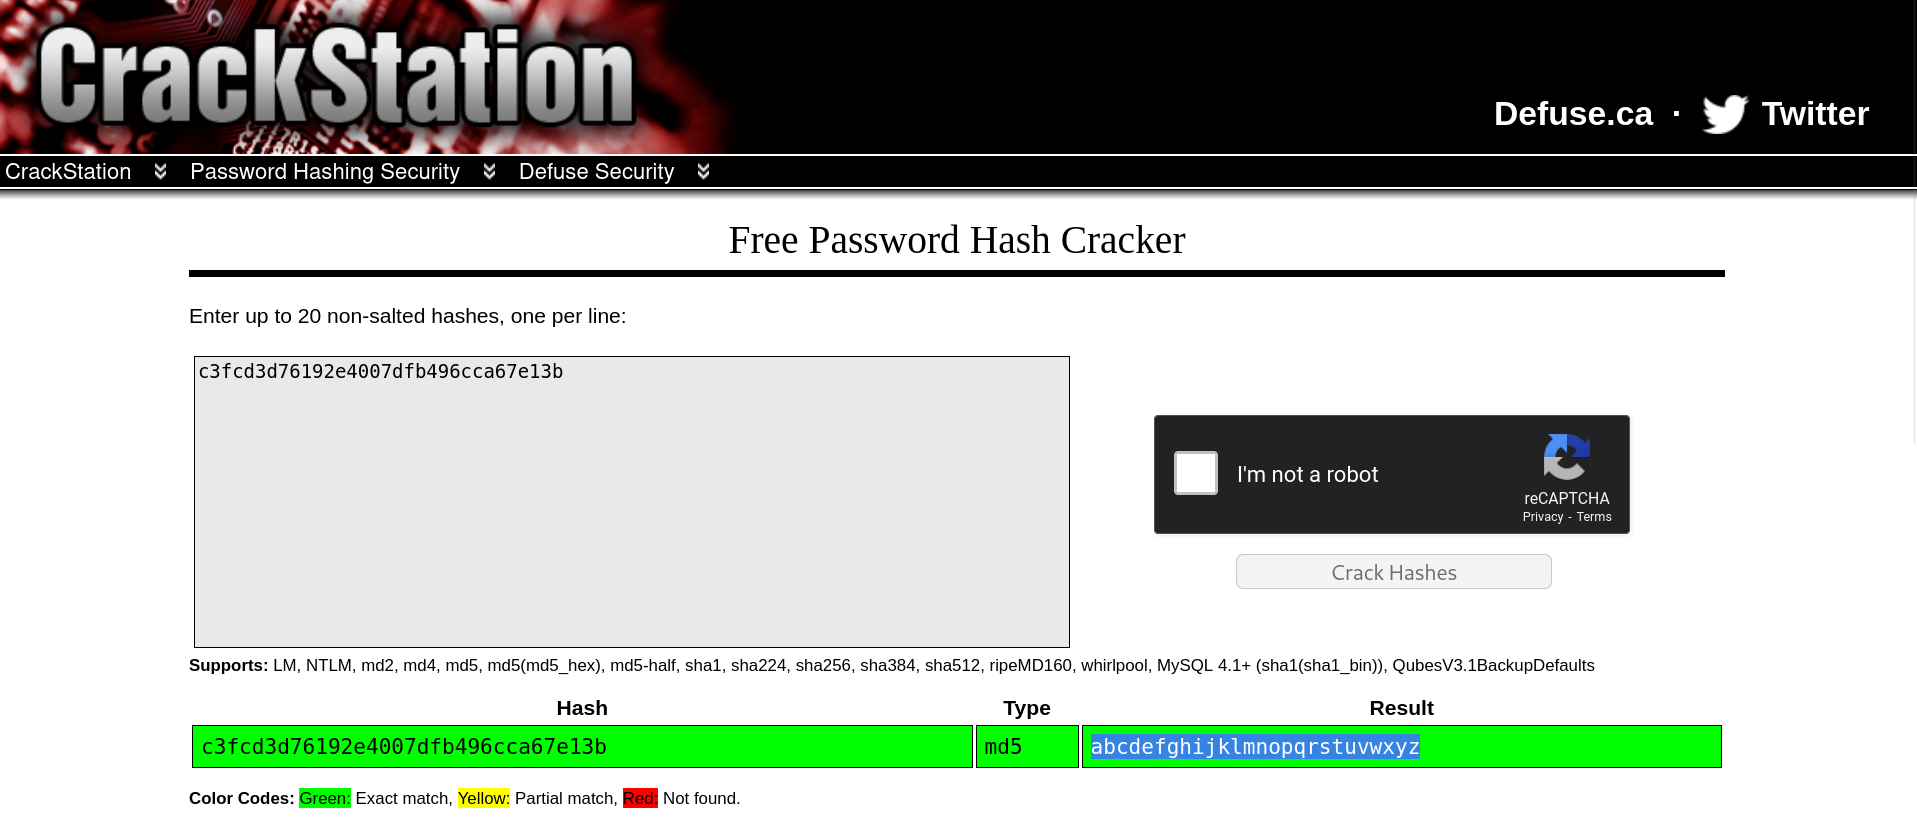 CrackStation
Defuse.ca · Twitter
CrackStation Password Hashing Security Defuse Security
Free Password Hash Cracker
Enter up to 20 non-salted hashes, one per line:
c3fcd3d76192e4007dfb496cca67e13b
I'm not a robot
reCAPTCHA
Privacy - Terms
Crack Hashes
Supports: LM, NTLM, md2, md4, md5, md5(md5_hex), md5-half, sha1, sha224, sha256, sha384, sha512, ripeMD160, whirlpool, MySQL 4.1+ (sha1(sha1_bin)), QubesV3.1BackupDefaults
Hash Type Result
c3fcd3d76192e4007dfb496cca67e13b md5 abcdefghijklmnopqrstuvwxyz
Color Codes: Green: Exact match, Yellow: Partial match, Red: Not found.